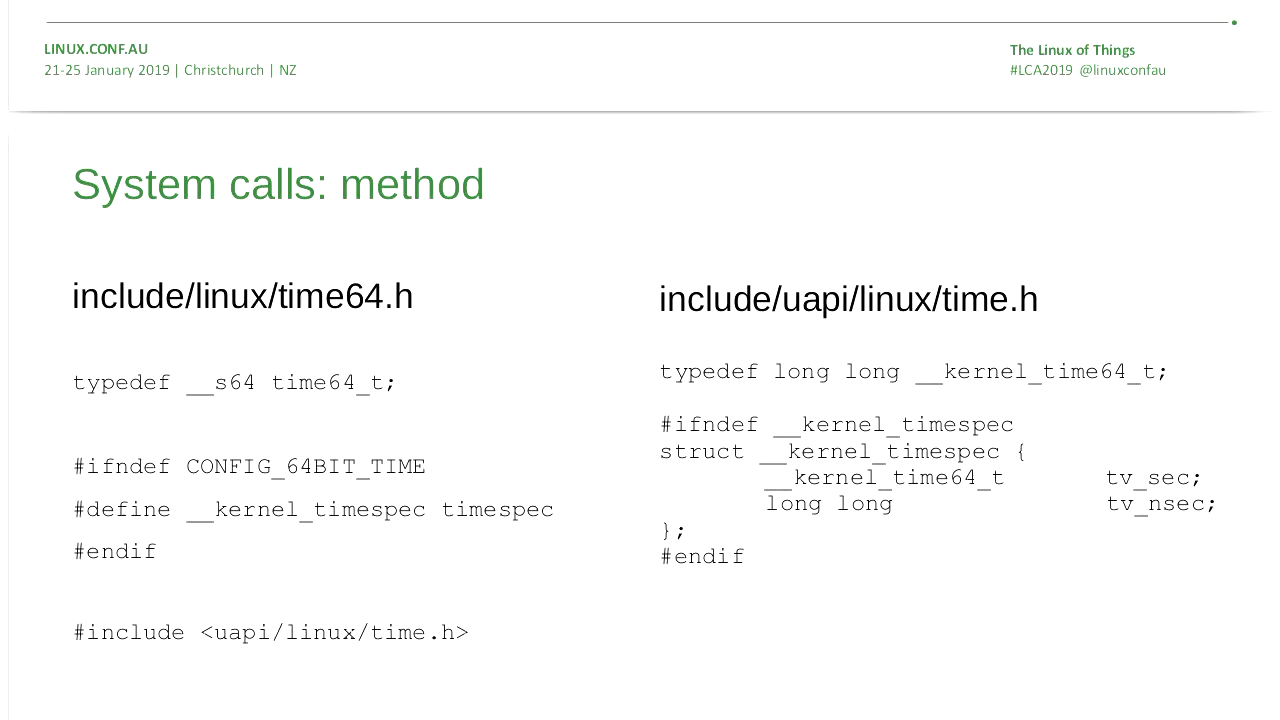 LINUX.CONF.AU
21-25 January 2019 | Christchurch | NZ
The Linux of Things
#LCA2019 @linuxconfau
System calls: method
include/linux/time64.h
typedef __s64 time64_t;
#ifndef CONFIG_64BIT_TIME
#define __kernel_timespec timespec
#endif
#include <uapi/linux/time.h>
include/uapi/linux/time.h
typedef long long __kernel_time64_t;
#ifndef __kernel_timespec
struct __kernel_timespec {
__kernel_time64_t tv_sec;
long long tv_nsec;
};
#endif